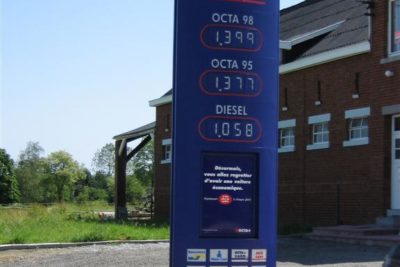 OCTA 98
1,399
OCTA 95
1,377
DIESEL
1,058
Désormais,
vous allez regretter
d'avoir une voiture
économique.
OCTA+